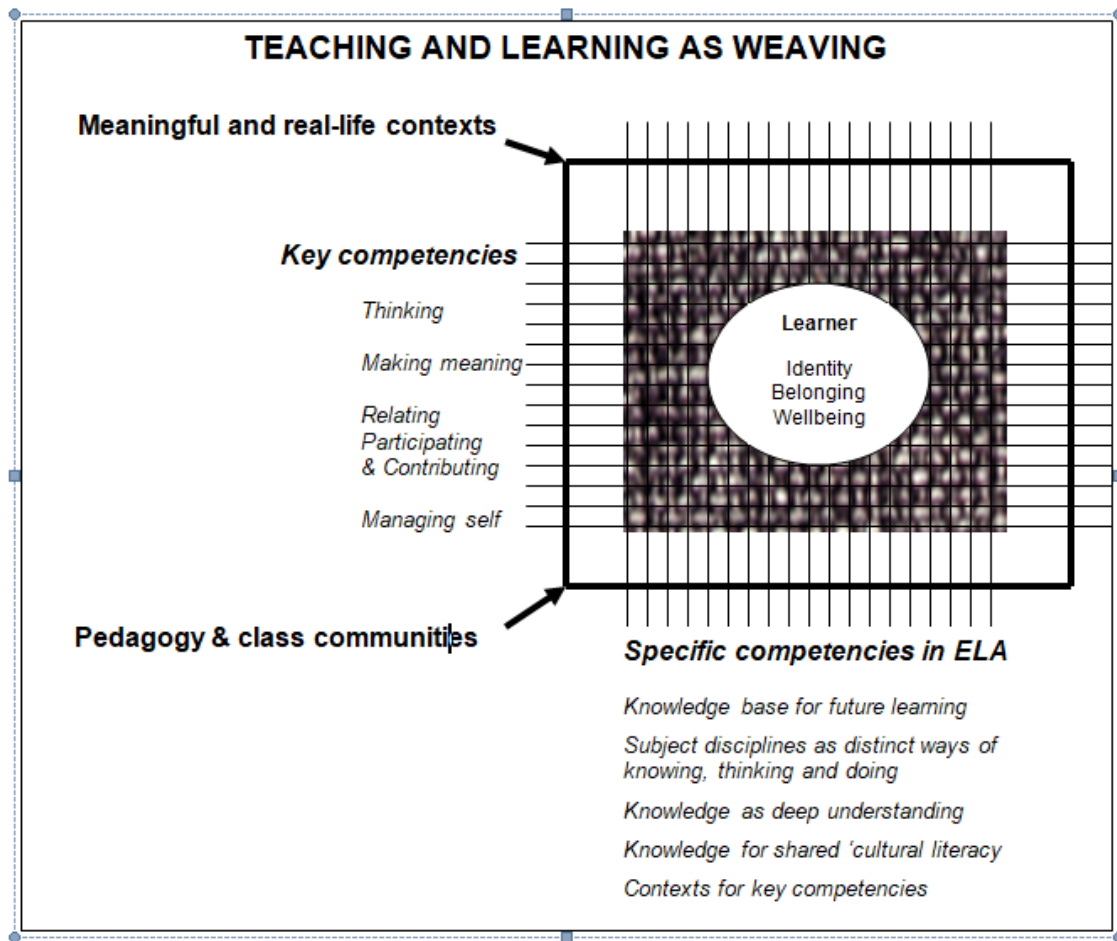 TEACHING AND LEARNING AS WEAVING
Meaningful and real-life contexts
Key competencies
Thinking
Making meaning
Relating
Participating
& Contributing
Managing self
Learner
Identity
Belonging
Wellbeing
Pedagogy & class communities
Specific competencies in ELA
Knowledge base for future learning
Subject disciplines as distinct ways of
knowing, thinking and doing
Knowledge as deep understanding
Knowledge for shared ‘cultural literacy
Contexts for key competencies